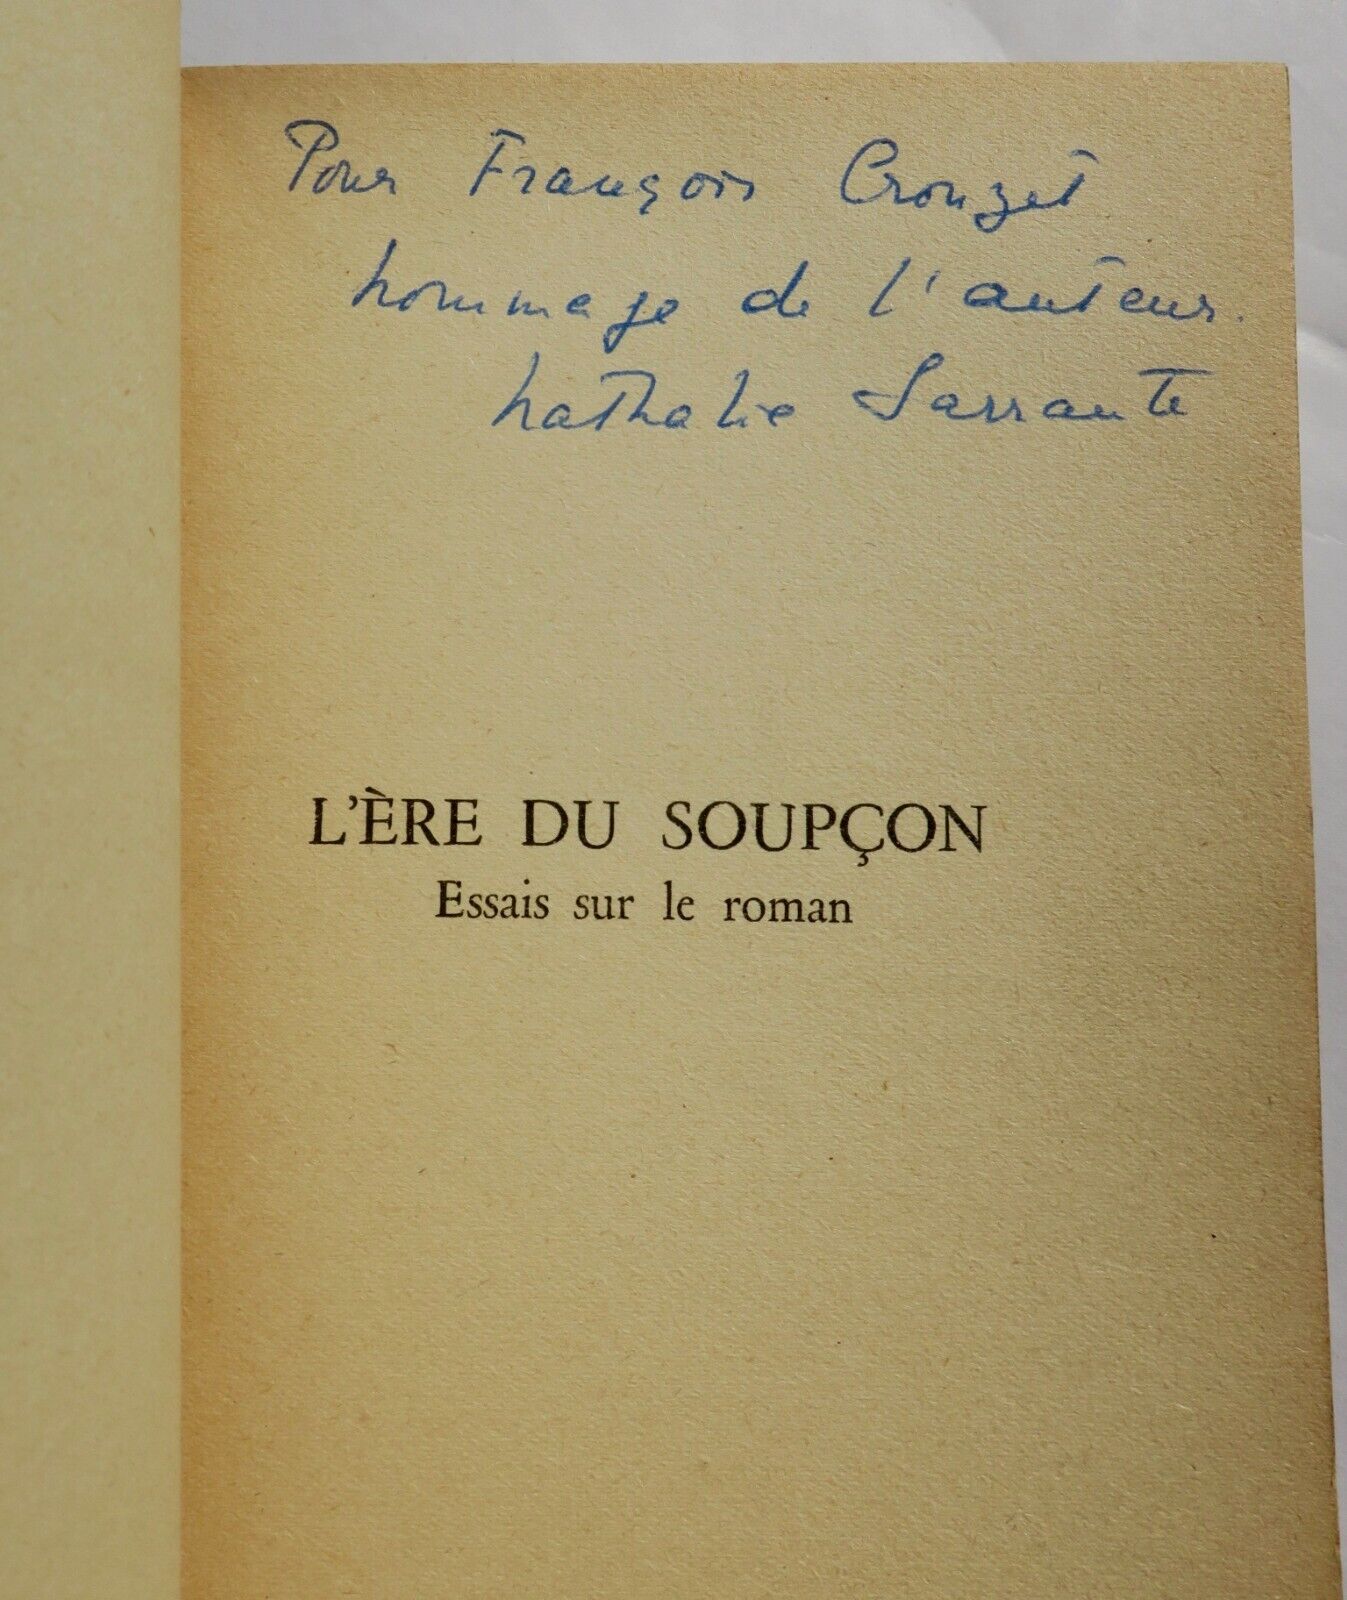 Pour François Crouzet
hommage de l'auteur.
Nathalie Sarraute
L'ÈRE DU SOUPÇON
Essais sur le roman